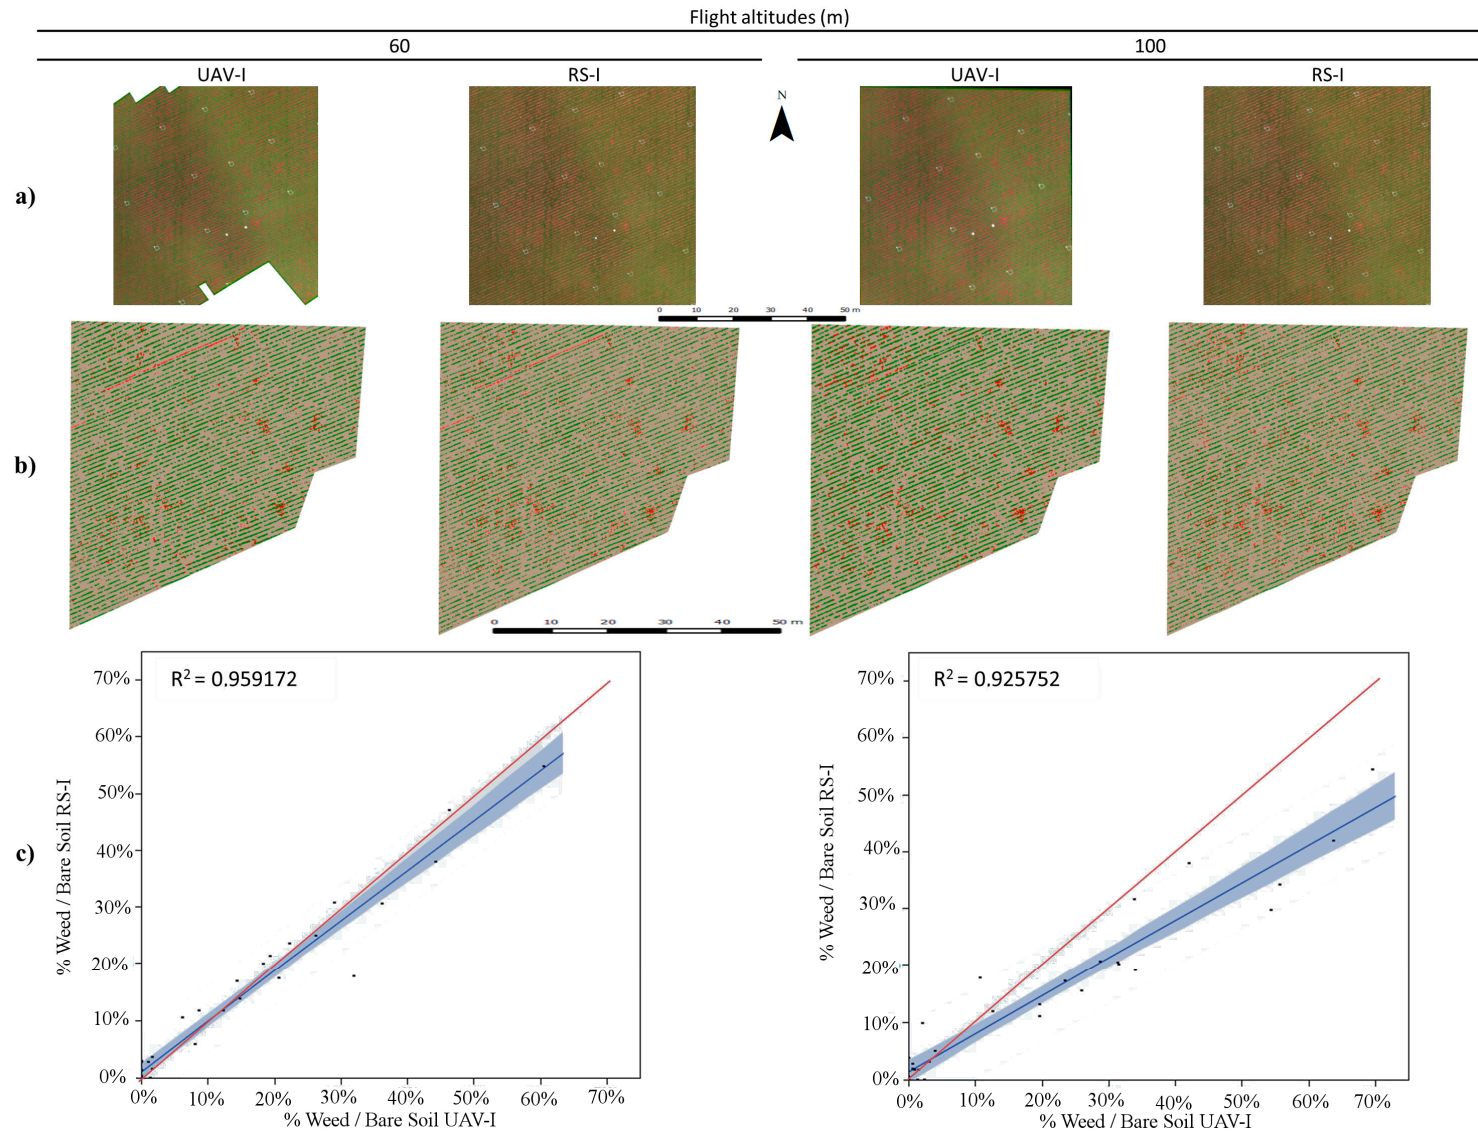 Flight altitudes (m)
60 100
UAV-I RS-I UAV-I RS-I
N
a)
0 10 20 30 40 50 m
b)
0 10 20 30 40 50 m
c)
R² = 0.959172
% Weed / Bare Soil RS-I
70%
60%
50%
40%
30%
20%
10%
0%
0% 10% 20% 30% 40% 50% 60% 70%
% Weed / Bare Soil UAV-I
R² = 0.925752
% Weed / Bare Soil RS-I
70%
60%
50%
40%
30%
20%
10%
0%
0% 10% 20% 30% 40% 50% 60% 70%
% Weed / Bare Soil UAV-I